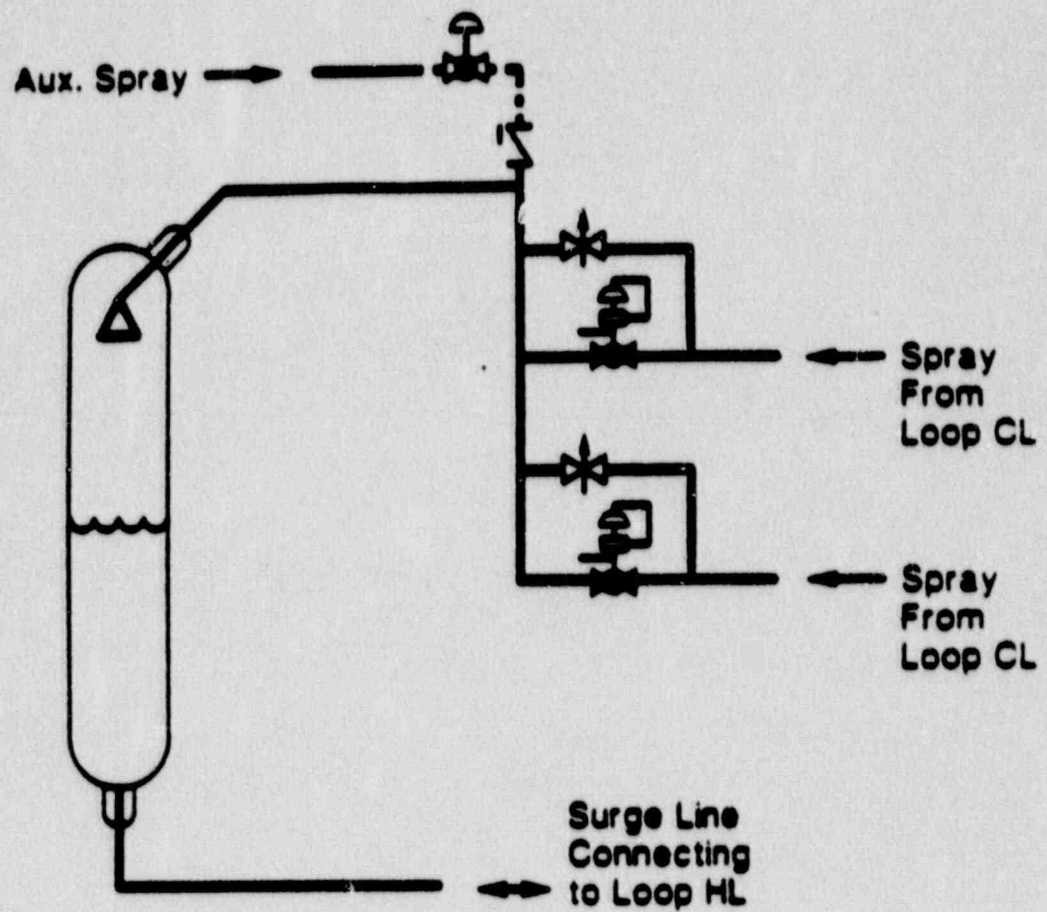 Aux. Spray
Spray
From
Loop CL
Spray
From
Loop CL
Surge Line
Connecting
to Loop HL